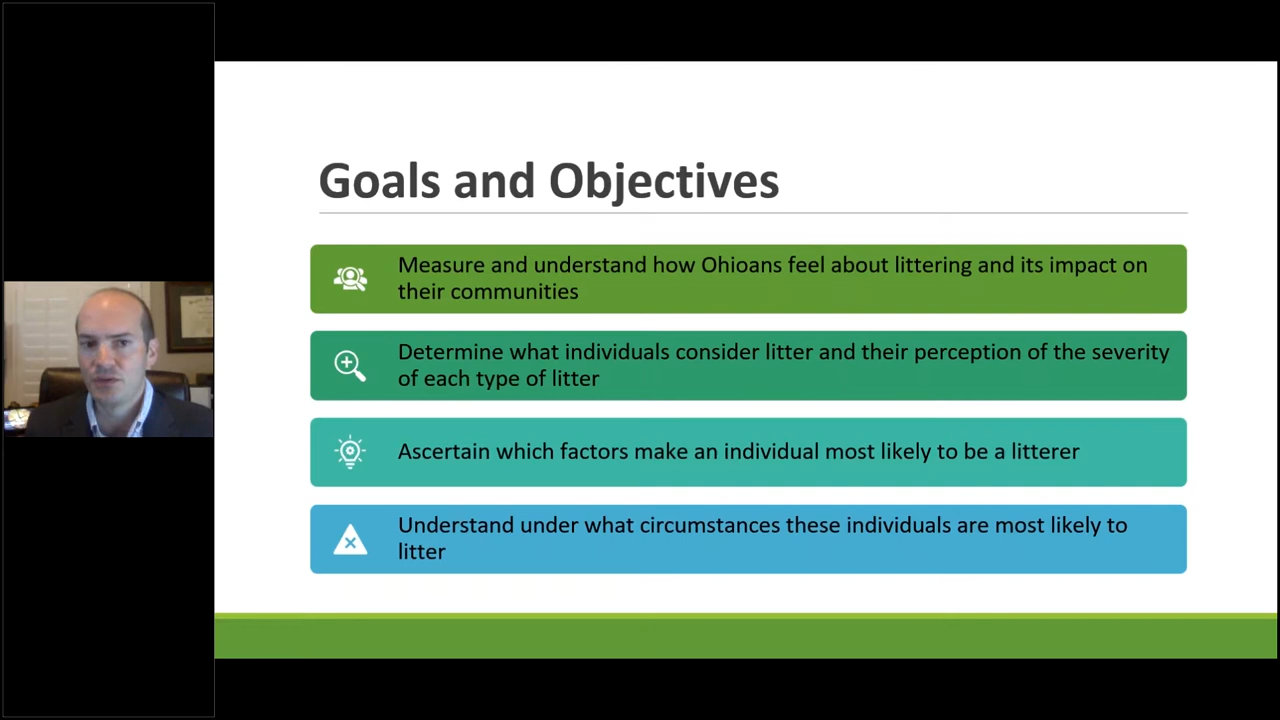 Goals and Objectives
Measure and understand how Ohioans feel about littering and its impact on
their communities
Determine what individuals consider litter and their perception of the severity
of each type of litter
Ascertain which factors make an individual most likely to be a litterer
Understand under what circumstances these individuals are most likely to
litter